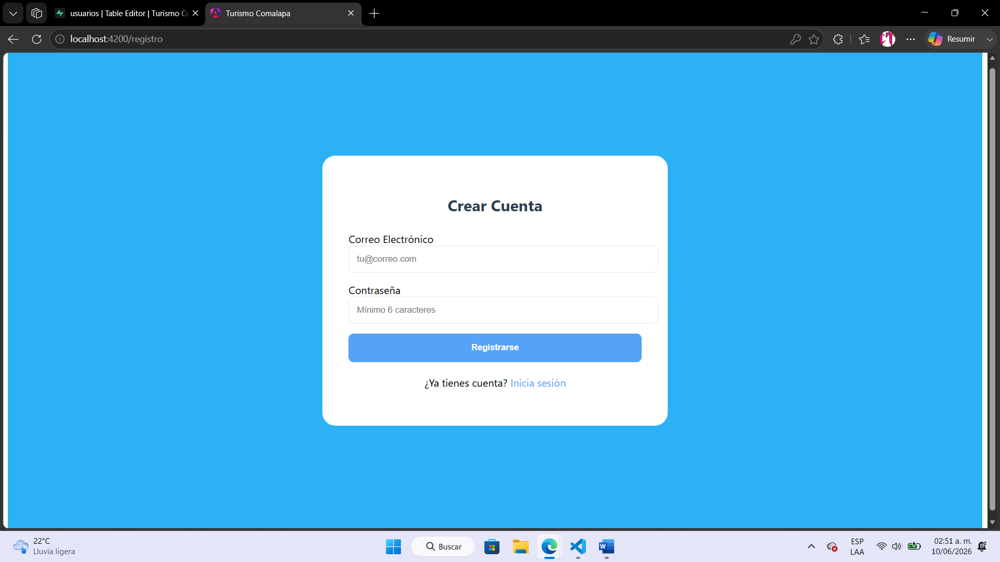 usuarios | Table Editor | Turismo Co
Turismo Comalapa
localhost:4200/registro
Resumir
Crear Cuenta
Correo Electrónico
tu@correo.com
Contraseña
Mínimo 6 caracteres
Registrarse
¿Ya tienes cuenta? Inicia sesión
22°C
Lluvia ligera
Buscar
ESP
LAA
02:51 a. m.
10/06/2026